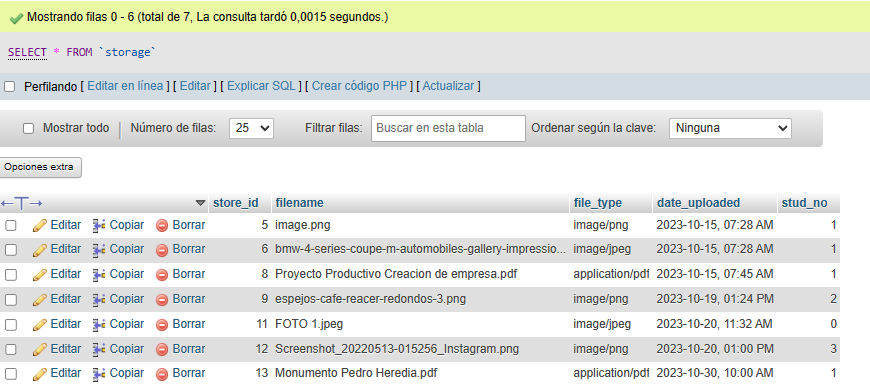 Mostrando filas 0 - 6 (total de 7, La consulta tardó 0,0015 segundos.)
SELECT * FROM `storage`
Perfilando [ Editar en línea ] [ Editar ] [ Explicar SQL ] [ Crear código PHP ] [ Actualizar ]
Mostrar todo Número de filas: 25 Filtrar filas: Buscar en esta tabla Ordenar según la clave: Ninguna
Opciones extra
←T→ store_id filename file_type date_uploaded stud_no
Editar Copiar Borrar 5 image.png image/png 2023-10-15, 07:28 AM 1
Editar Copiar Borrar 6 bmw-4-series-coupe-m-automobiles-gallery-impressio... image/jpeg 2023-10-15, 07:28 AM 1
Editar Copiar Borrar 8 Proyecto Productivo Creacion de empresa.pdf application/pdf 2023-10-15, 07:45 AM 1
Editar Copiar Borrar 9 espejos-cafe-reacer-redondos-3.png image/png 2023-10-19, 01:24 PM 2
Editar Copiar Borrar 11 FOTO 1.jpeg image/jpeg 2023-10-20, 11:32 AM 0
Editar Copiar Borrar 12 Screenshot_20220513-015256_Instagram.png image/png 2023-10-20, 01:00 PM 3
Editar Copiar Borrar 13 Monumento Pedro Heredia.pdf application/pdf 2023-10-30, 10:00 AM 1